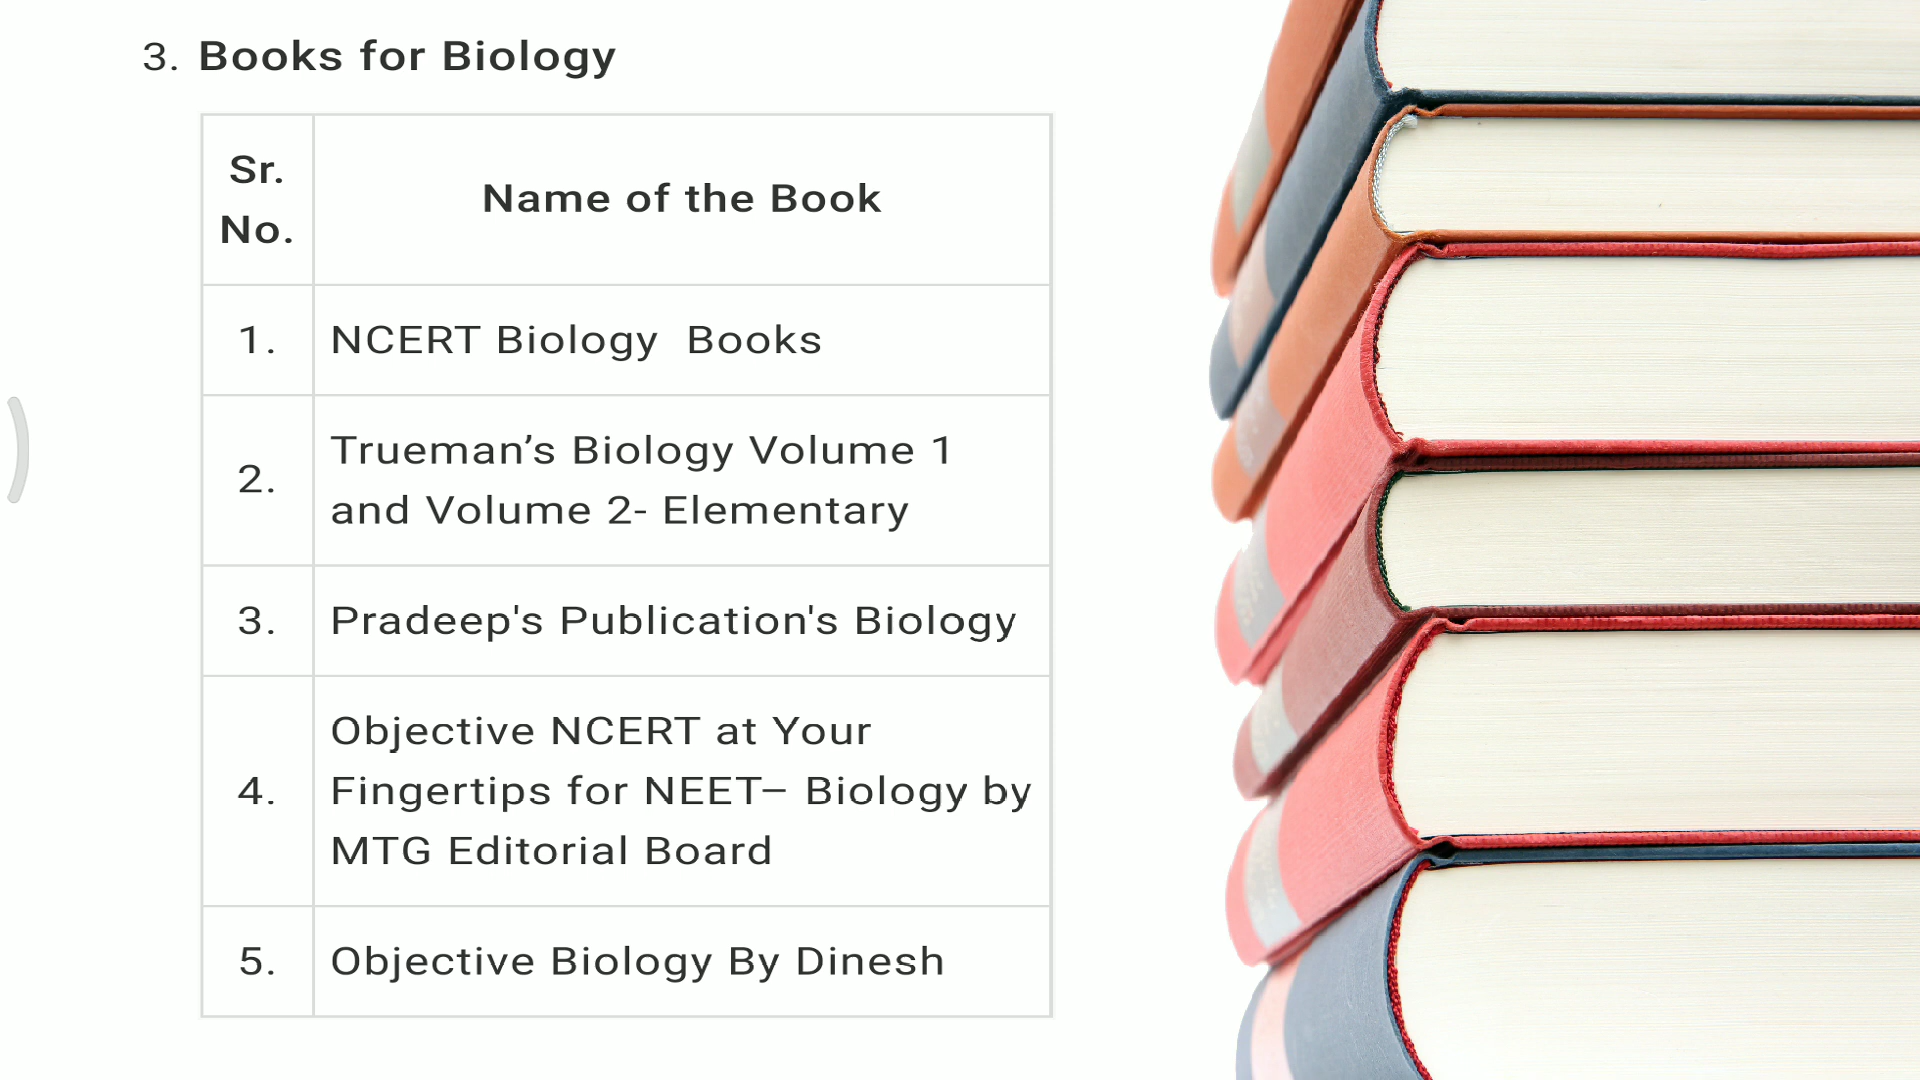 3. Books for Biology
Sr.
No.
Name of the Book
1.
NCERT Biology  Books
2.
Trueman’s Biology Volume 1
and Volume 2- Elementary
3.
Pradeep's Publication's Biology
4.
Objective NCERT at Your
Fingertips for NEET– Biology by
MTG Editorial Board
5.
Objective Biology By Dinesh